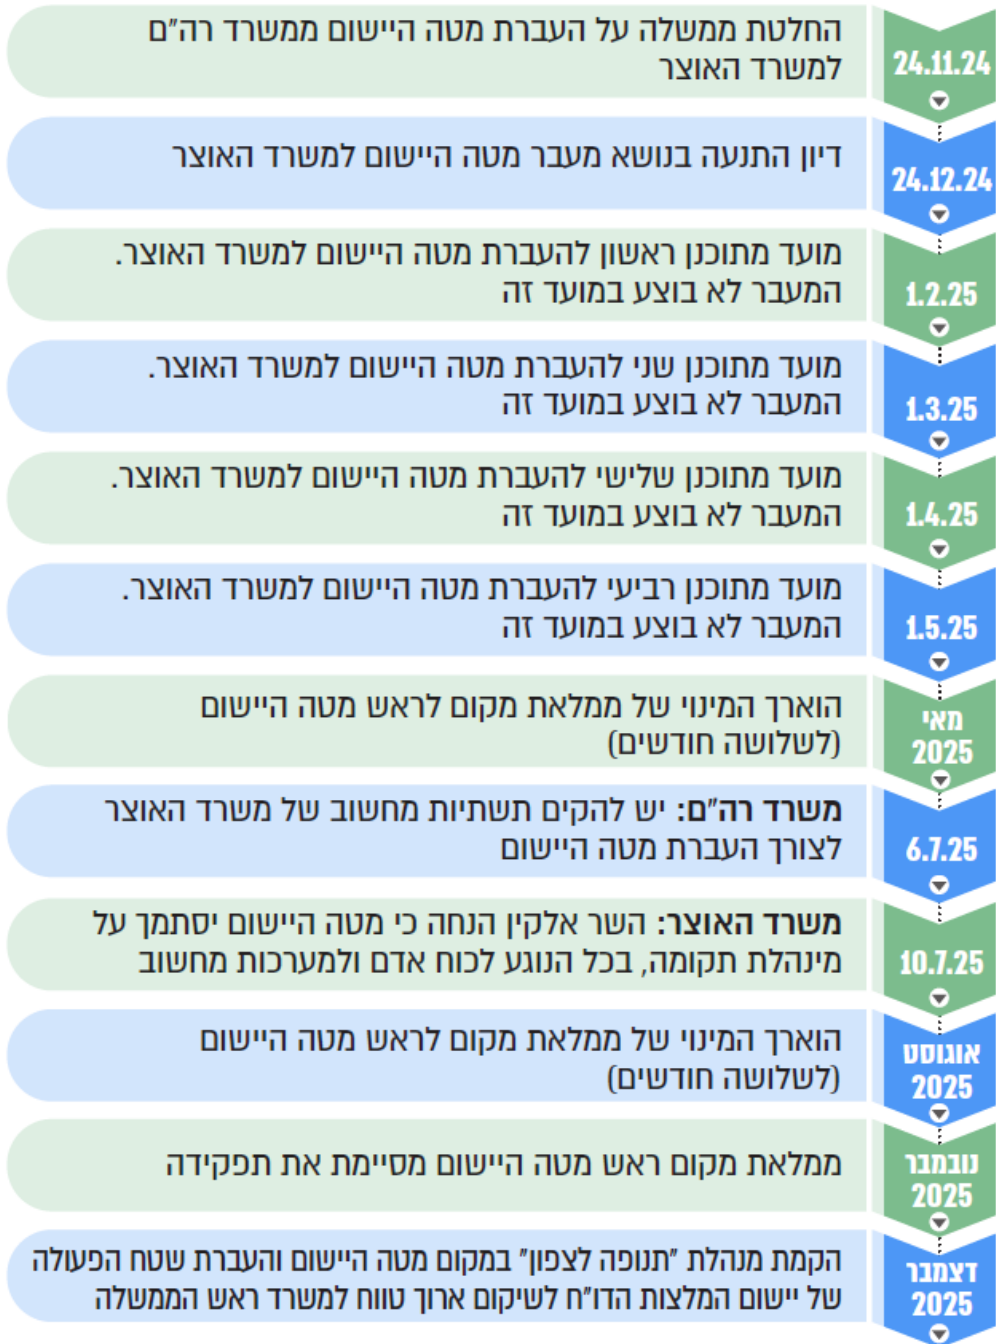 24.11.24
החלטת ממשלה על העברת מטה היישום ממשרד רה"ם
למשרד האוצר
24.12.24
דיון התנעה בנושא מעבר מטה היישום למשרד האוצר
1.2.25
מועד מתוכנן ראשון להעברת מטה היישום למשרד האוצר.
המעבר לא בוצע במועד זה
1.3.25
מועד מתוכנן שני להעברת מטה היישום למשרד האוצר.
המעבר לא בוצע במועד זה
1.4.25
מועד מתוכנן שלישי להעברת מטה היישום למשרד האוצר.
המעבר לא בוצע במועד זה
1.5.25
מועד מתוכנן רביעי להעברת מטה היישום למשרד האוצר.
המעבר לא בוצע במועד זה
מאי
2025
הוארך המינוי של ממלאת מקום לראש מטה היישום
(לשלושה חודשים)
6.7.25
משרד רה"ם: יש להקים תשתיות מחשוב של משרד האוצר
לצורך העברת מטה היישום
10.7.25
משרד האוצר: השר אלקין הנחה כי מטה היישום יסתמך על
מינהלת תקומה, בכל הנוגע לכוח אדם ולמערכות מחשוב
אוגוסט
2025
הוארך המינוי של ממלאת מקום לראש מטה היישום
(לשלושה חודשים)
נובמבר
2025
ממלאת מקום ראש מטה היישום מסיימת את תפקידה
דצמבר
2025
הקמת מנהלת "תנופה לצפון" במקום מטה היישום והעברת שטח הפעולה
של יישום המלצות הדו"ח לשיקום ארוך טווח למשרד ראש הממשלה